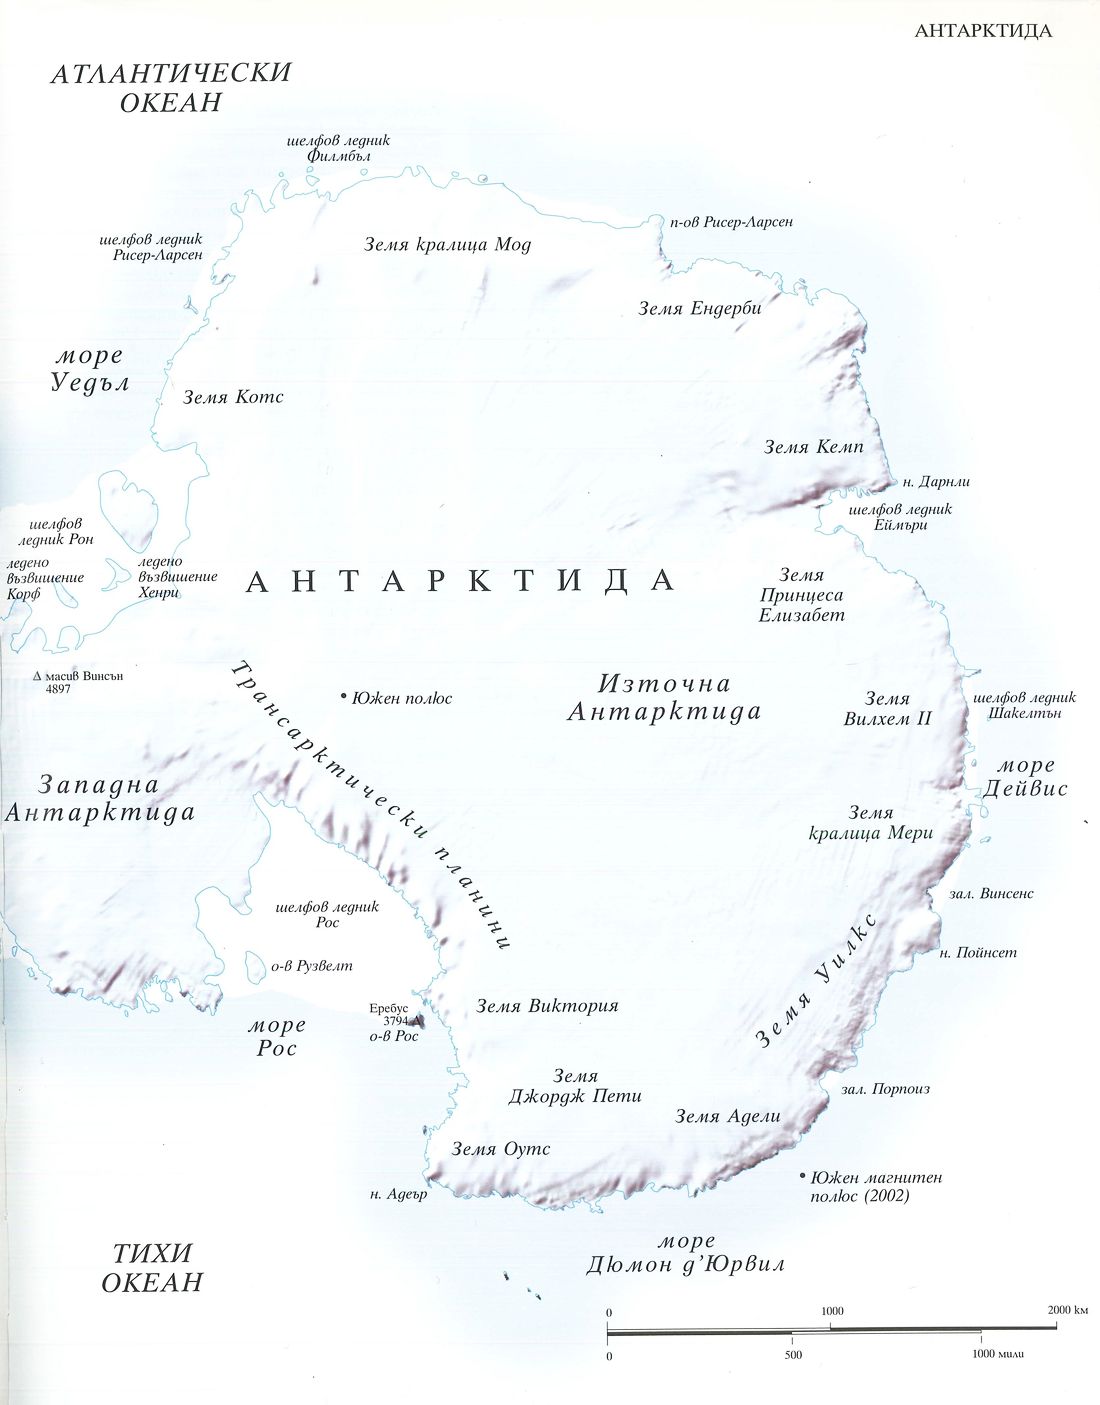 АНТАРКТИДА
АТЛАНТИЧЕСКИ
ОКЕАН
шелфов ледник
Филмбъл
п-ов Рисер-Ларсен
шелфов ледник
Рисер-Ларсен
Земя кралица Мод
Земя Ендерби
море
Уедъл
Земя Котс
Земя Кемп
н. Дарнли
шелфов ледник
Еймъри
шелфов
ледник Рон
ледено
възвишение
Корф
ледено
възвишение
Хенри
АНТАРКТИДА
Земя
Принцеса
Елизабет
Δ масив Винсън
4897
Трансарктически планини
• Южен полюс
Източна
Антарктида
Земя
Вилхем II
шелфов ледник
Шакелтън
море
Дейвис
Западна
Антарктида
Земя
кралица Мери
зал. Винсенс
шелфов ледник
Рос
н. Пойнсет
о-в Рузвелт
Земя Уилкс
Еребус
3794 Δ
о-в Рос
Земя Виктория
море
Рос
Земя
Джордж Пети
зал. Порпоиз
Земя Адели
Земя Оутс
• Южен магнитен
полюс (2002)
н. Адеър
море
Дюмон д'Юрвил
ТИХИ
ОКЕАН
0 1000 2000 км
0 500 1000 мили